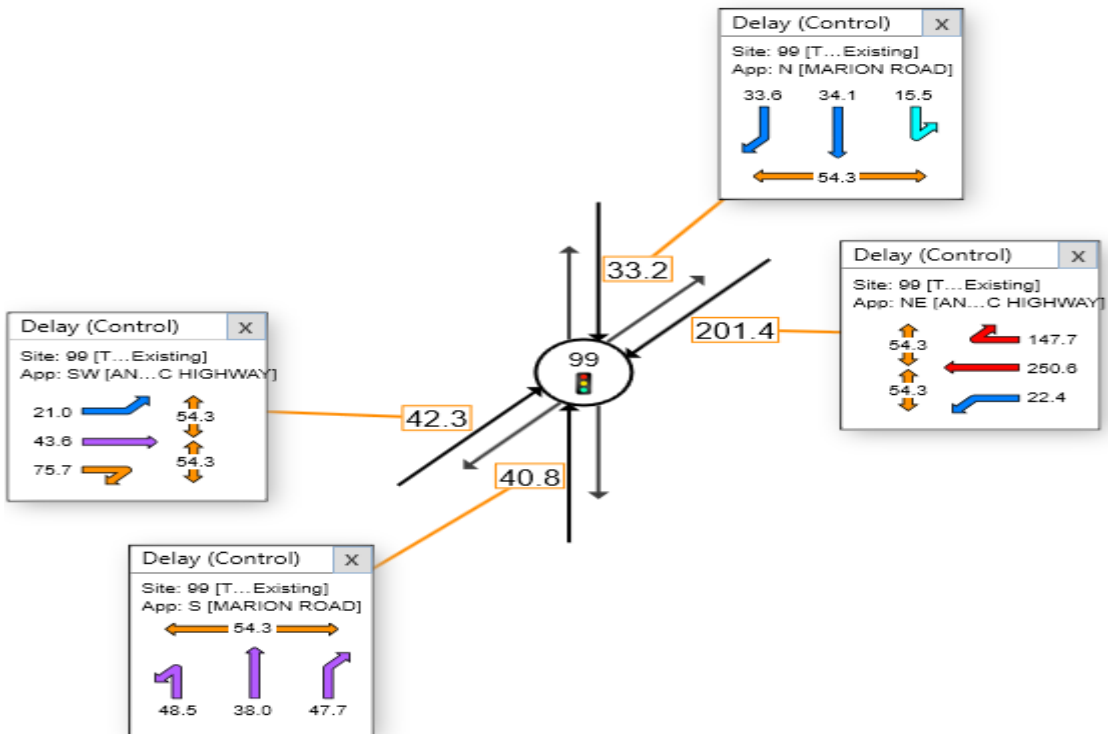 Delay (Control) x
Site: 99 [T...Existing]
App: N [MARION ROAD]
33.6 34.1 15.5
54.3
33.2
Delay (Control) x
Site: 99 [T...Existing]
App: NE [AN...C HIGHWAY]
54.3
54.3
147.7
250.6
22.4
201.4
99
Delay (Control) x
Site: 99 [T...Existing]
App: SW [AN...C HIGHWAY]
21.0
43.6
75.7
54.3
54.3
42.3
40.8
Delay (Control) x
Site: 99 [T...Existing]
App: S [MARION ROAD]
54.3
48.5 38.0 47.7